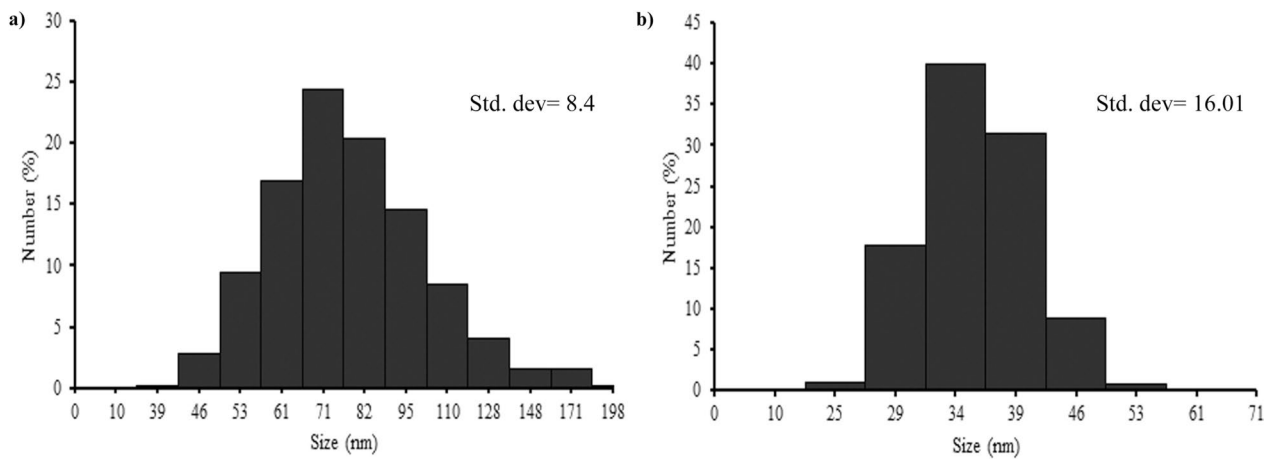 a)
Number (%)
30
25
20
15
10
5
0
Std. dev= 8.4
0 10 39 46 53 61 71 82 95 110 128 148 171 198
Size (nm)
b)
Number (%)
45
40
35
30
25
20
15
10
5
0
Std. dev= 16.01
0 10 25 29 34 39 46 53 61 71
Size (nm)